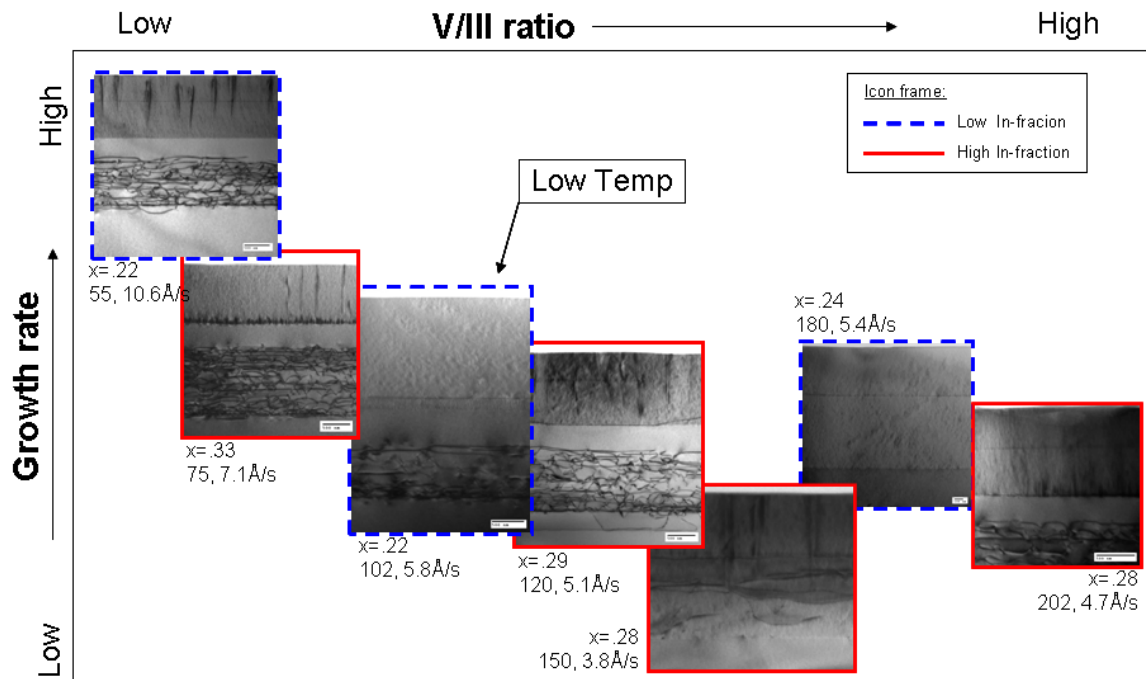 Low
V/III ratio
High
Icon frame:
Low In-fracion
High In-fraction
High
Growth rate
Low
Low Temp
x=.22
55, 10.6Å/s
x=.33
75, 7.1Å/s
x=.22
102, 5.8Å/s
x=.29
120, 5.1Å/s
x=.28
150, 3.8Å/s
x=.24
180, 5.4Å/s
x=.28
202, 4.7Å/s